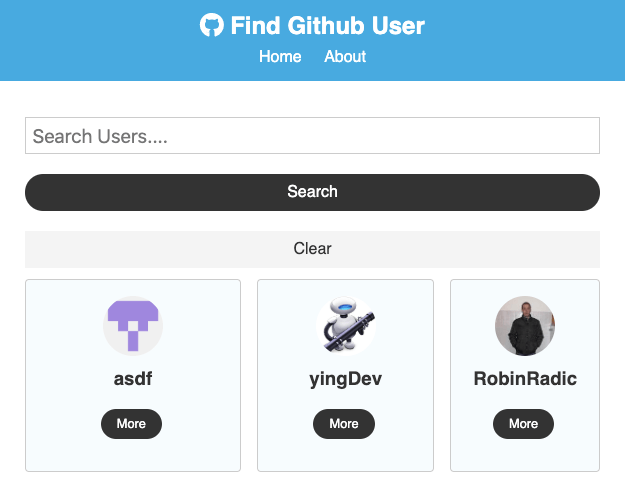 Find Github User
Home About
Search Users....
Search
Clear
asdf yingDev RobinRadic
More More More